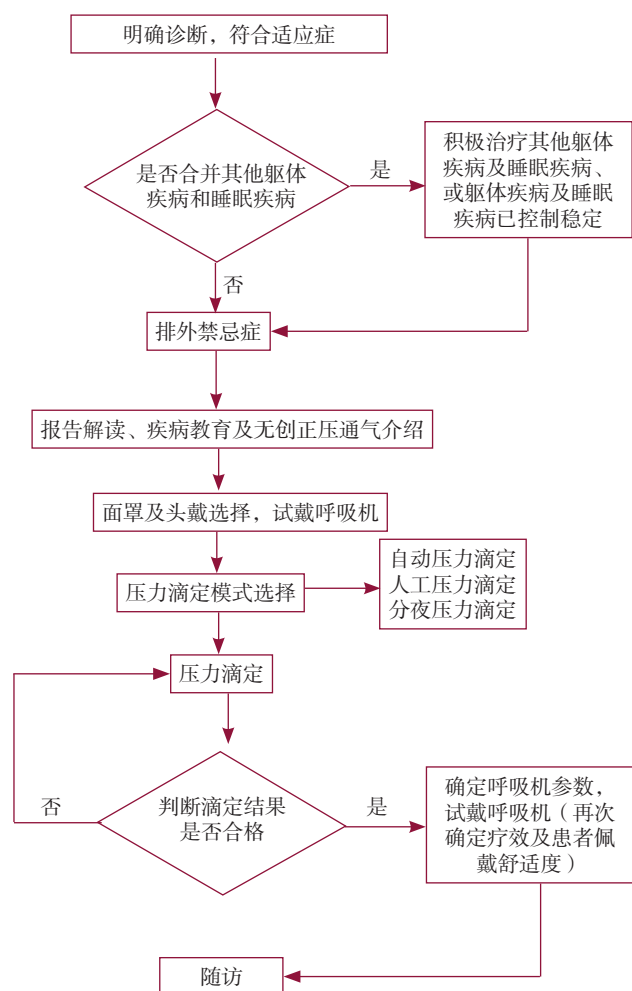 明确诊断，符合适应症
是否合并其他躯体
疾病和睡眠疾病
是
积极治疗其他躯体
疾病及睡眠疾病、
或躯体疾病及睡眠
疾病已控制稳定
否
排外禁忌症
报告解读、疾病教育及无创正压通气介绍
面罩及头戴选择，试戴呼吸机
压力滴定模式选择
自动压力滴定
人工压力滴定
分夜压力滴定
压力滴定
判断滴定结果
是否合格
否
是
确定呼吸机参数，
试戴呼吸机（再次
确定疗效及患者佩
戴舒适度）
随访